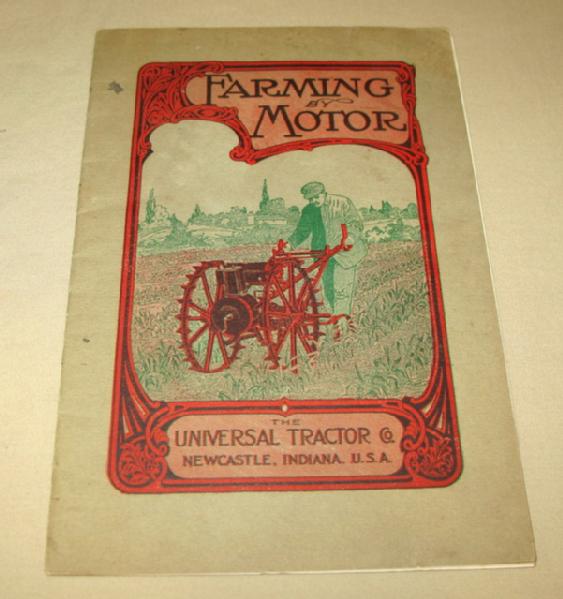 FARMING
BY
MOTOR
THE
UNIVERSAL TRACTOR Co.
NEWCASTLE, INDIANA. U.S.A.